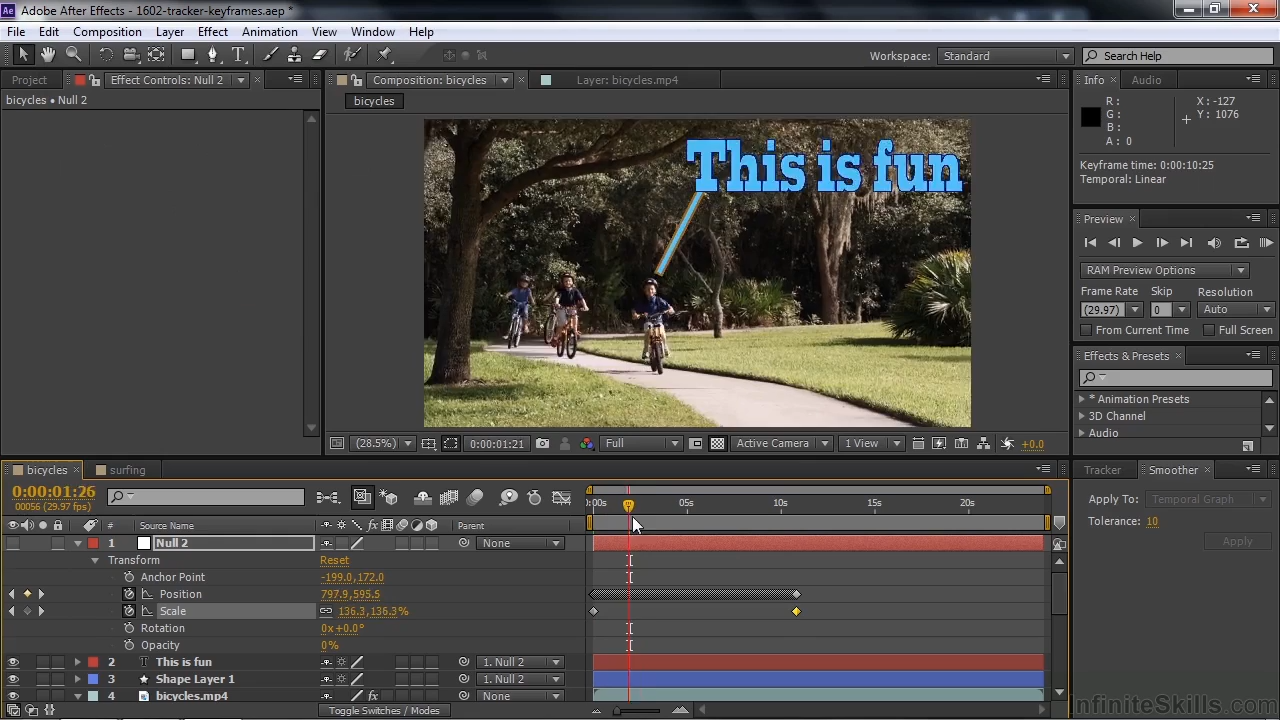 Ae Adobe After Effects - 1602-tracker-keyframes.aep *
File Edit Composition Layer Effect Animation View Window Help
Workspace: Standard Search Help
Project Effect Controls: Null 2 Composition: bicycles Layer: bicycles.mp4 Info Audio
bicycles • Null 2
bicycles
R : X : -127
G : Y : 1076
B :
A : 0
Keyframe time: 0:00:10:25
Temporal: Linear
This is fun
Preview
RAM Preview Options
Frame Rate Skip Resolution
(29.97) 0 Auto
From Current Time Full Screen
Effects & Presets
* Animation Presets
3D Channel
Audio
(28.5%) 0:00:01:21 Full Active Camera 1 View +0.0
bicycles surfing Tracker Smoother
0:00:01:26
00056 (29.97 fps)
:00s 05s 10s 15s 20s
Apply To: Temporal Graph
Tolerance: 10
Apply
# Source Name Parent
1 Null 2 None
Transform Reset
Anchor Point -199.0,172.0
Position 797.9,595.5
Scale 136.3,136.3%
Rotation 0x+0.0°
Opacity 0%
2 T This is fun 1. Null 2
3 Shape Layer 1 1. Null 2
4 bicycles.mp4 fx None
Toggle Switches / Modes
InfiniteSkills.com